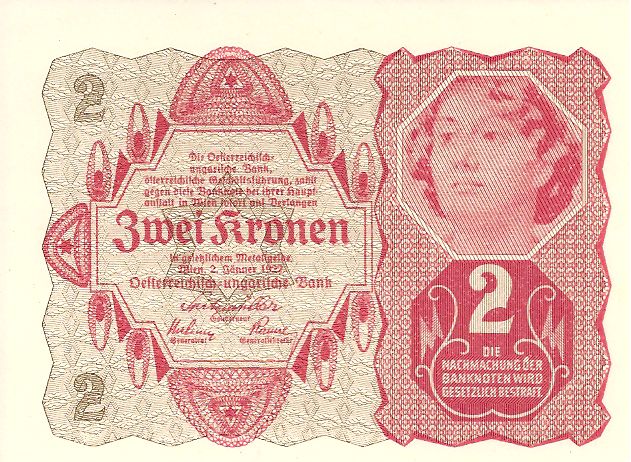 2
Die Oesterreichisch-
ungarische Bank,
österreichische Geschäftsführung, zahlt
gegen diese Banknote bei ihrer Haupt-
anstalt in Wien sofort auf Verlangen
Zwei Kronen
in gesetzlichem Metallgelde.
Wien, 2. Jänner 1922
Oesterreichisch-ungarische Bank
Gouverneur
Generalrat Generalsekretär
2
2
DIE
NACHMACHUNG DER
BANKNOTEN WIRD
GESETZLICH BESTRAFT.